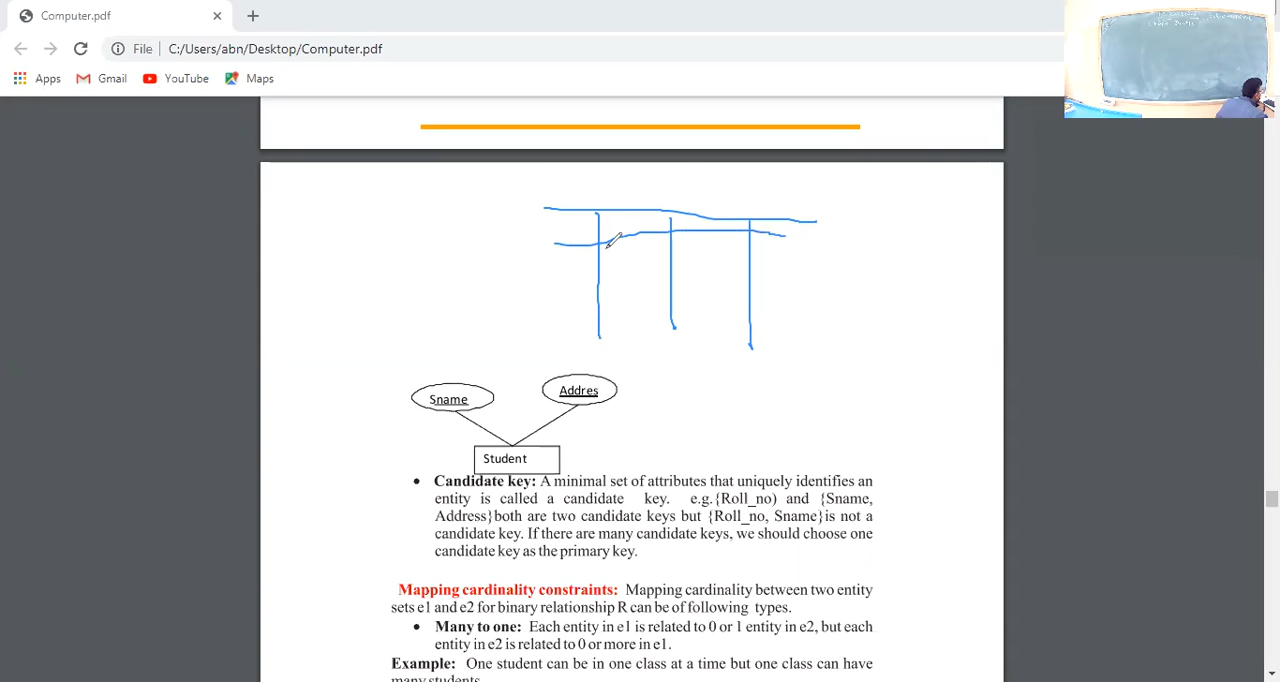 Computer.pdf
File
C:/Users/abn/Desktop/Computer.pdf
Apps Gmail YouTube Maps
Sname
Addres
Student
• Candidate key: A minimal set of attributes that uniquely identifies an
entity is called a candidate key. e.g.{Roll_no) and {Sname,
Address}both are two candidate keys but {Roll_no, Sname}is not a
candidate key. If there are many candidate keys, we should choose one
candidate key as the primary key.
Mapping cardinality constraints: Mapping cardinality between two entity
sets e1 and e2 for binary relationship R can be of following types.
• Many to one: Each entity in e1 is related to 0 or 1 entity in e2, but each
entity in e2 is related to 0 or more in e1.
Example: One student can be in one class at a time but one class can have
many students.